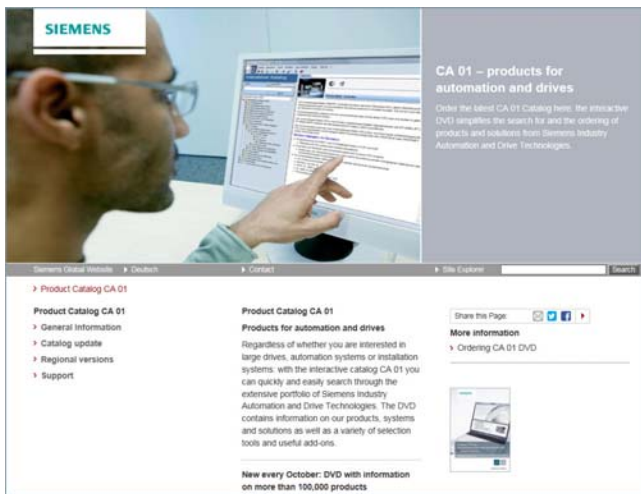 SIEMENS
CA 01 – products for
automation and drives
Order the latest CA 01 Catalog here: the interactive
DVD simplifies the search for and the ordering of
products and solutions from Siemens Industry
Automation and Drive Technologies.
Siemens Global Website Deutsch Contact Site Explorer Search
Product Catalog CA 01
Product Catalog CA 01
General Information
Catalog update
Regional versions
Support
Product Catalog CA 01
Products for automation and drives
Regardless of whether you are interested in
large drives, automation systems or installation
systems: with the interactive catalog CA 01 you
can quickly and easily search through the
extensive portfolio of Siemens Industry
Automation and Drive Technologies. The DVD
contains information on our products, systems
and solutions as well as a variety of selection
tools and useful add-ons.
New every October: DVD with information
on more than 100,000 products
Share this Page:
More information
Ordering CA 01 DVD
SIEMENS